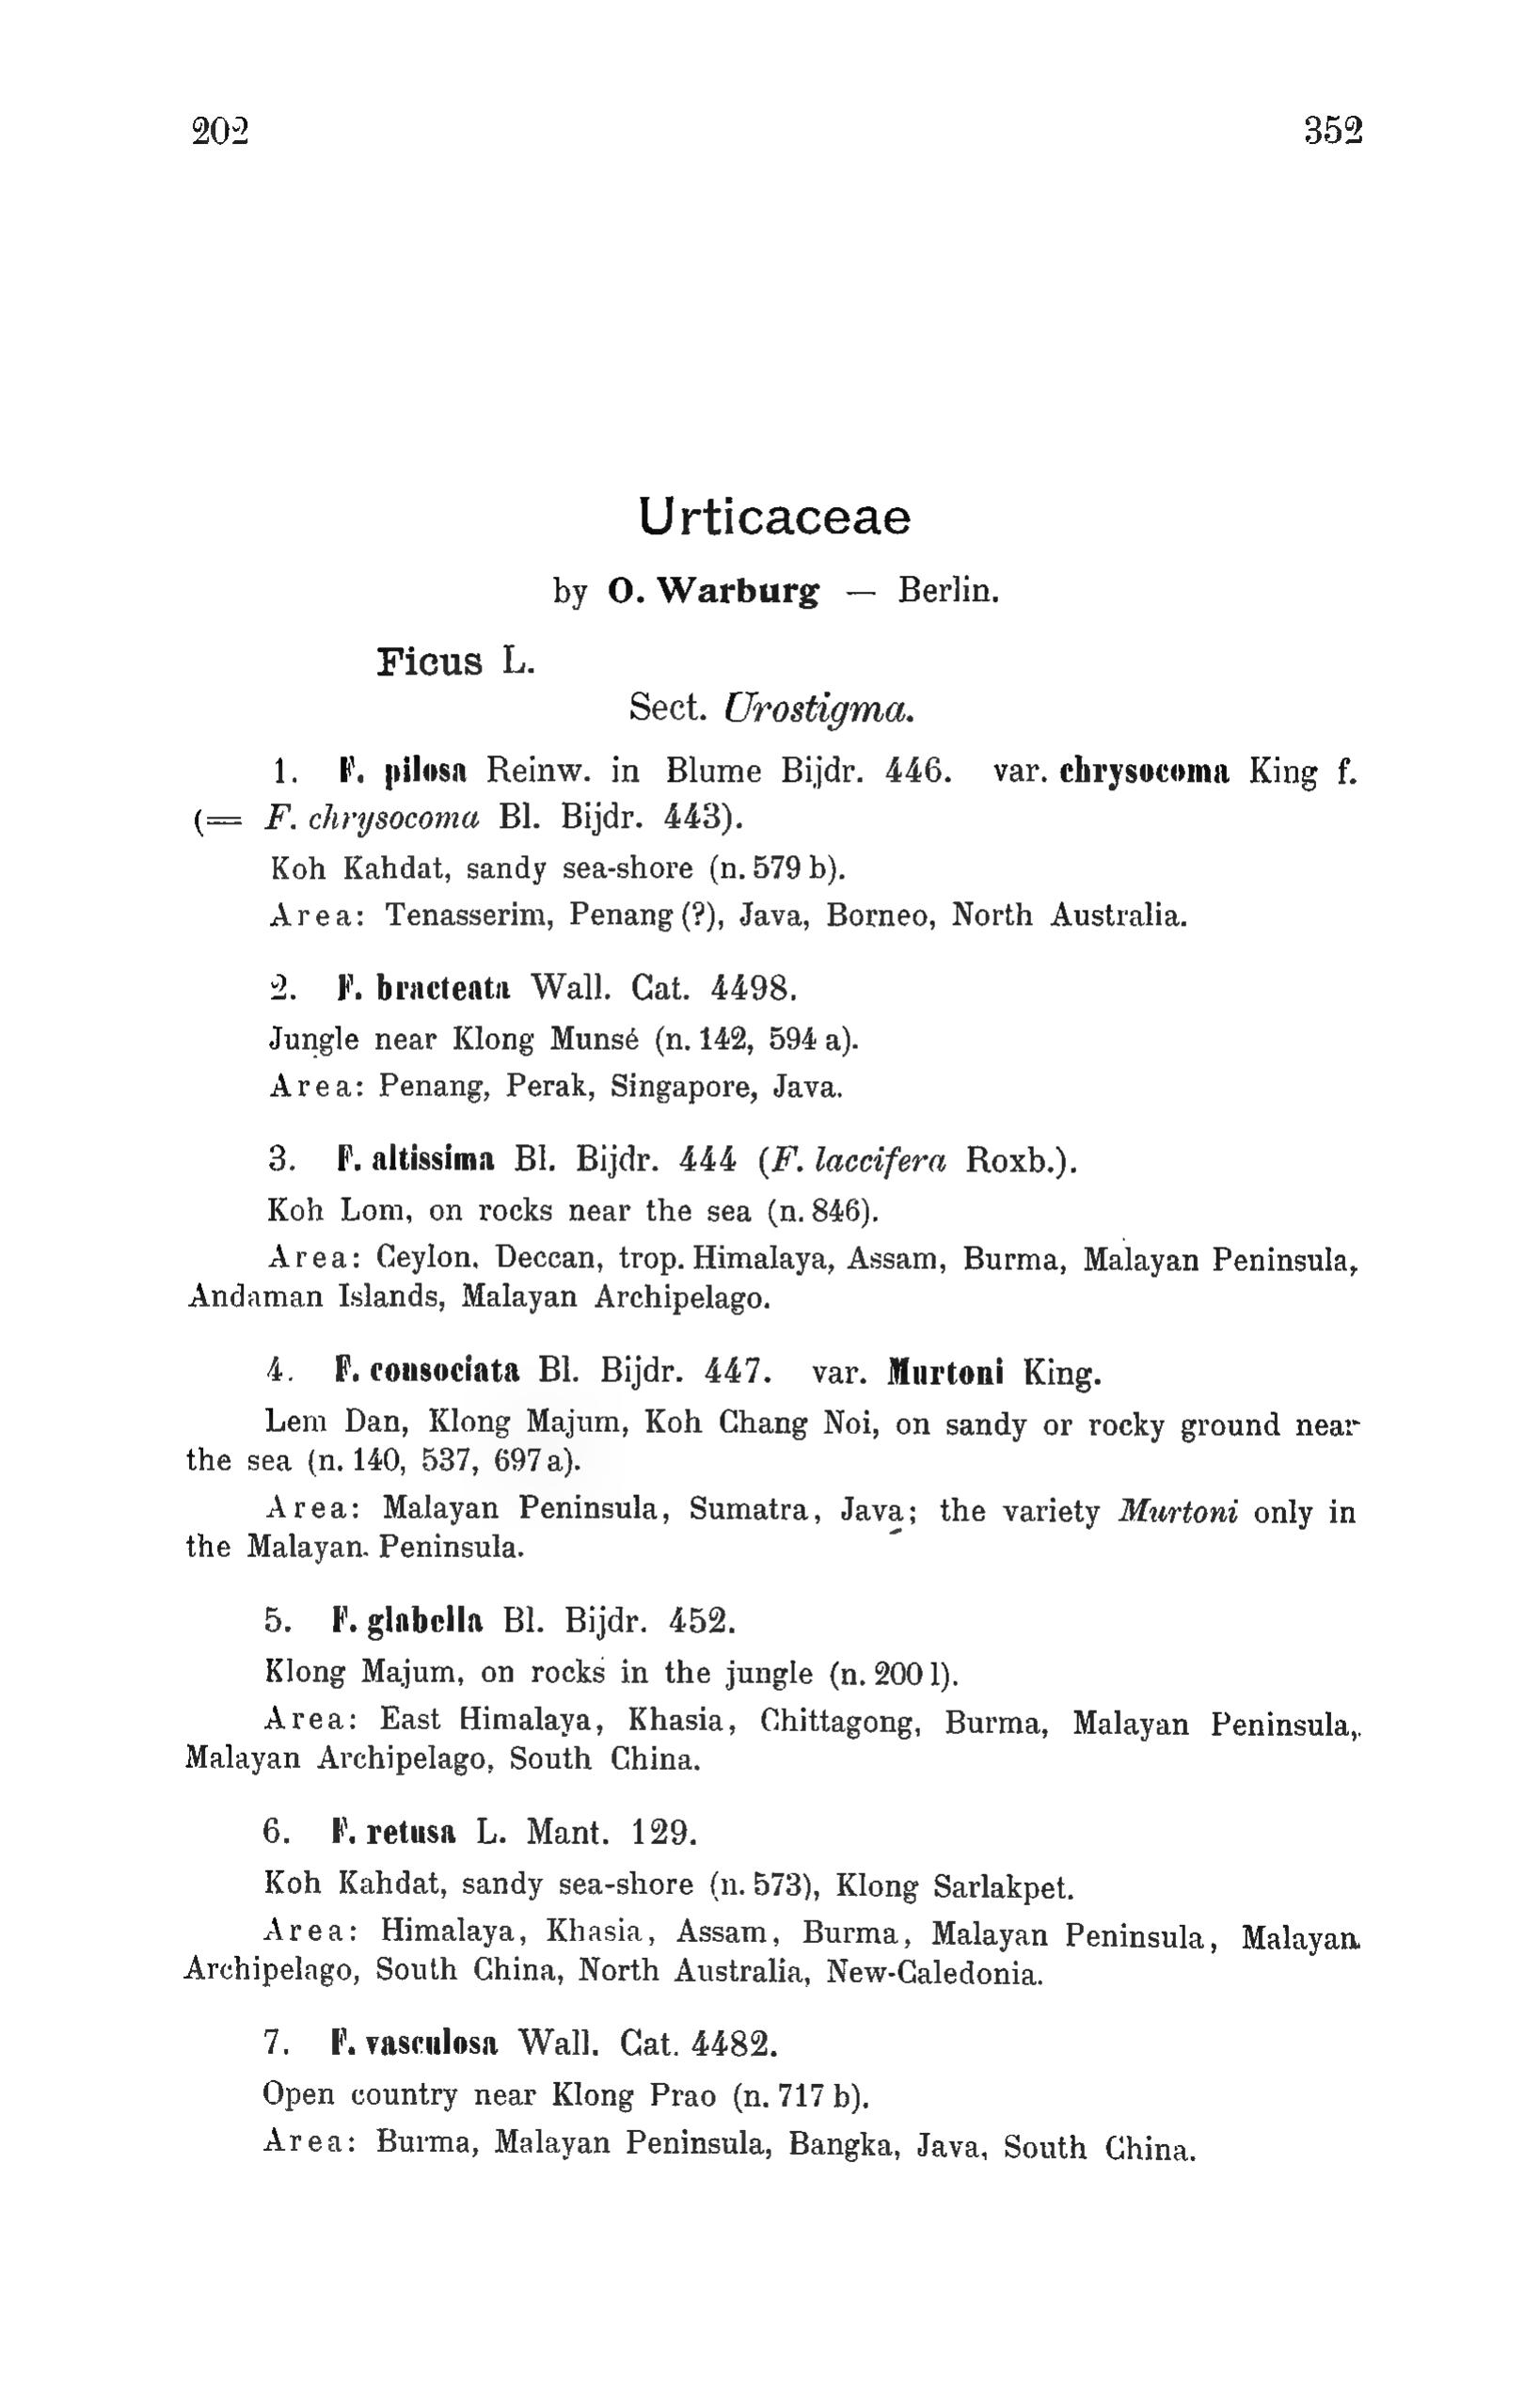 202 352
Urticaceae
by O. Warburg — Berlin.
Ficus L.
Sect. Urostigma.
1. F. pilosa Reinw. in Blume Bijdr. 446. var. chrysocoma King f.
(= F. chrysocoma Bl. Bijdr. 443).
Koh Kahdat, sandy sea-shore (n. 579 b).
Area: Tenasserim, Penang (?), Java, Borneo, North Australia.
2. F. bracteata Wall. Cat. 4498.
Jungle near Klong Munsé (n. 142, 594 a).
Area: Penang, Perak, Singapore, Java.
3. F. altissima Bl. Bijdr. 444 (F. laccifera Roxb.).
Koh Lom, on rocks near the sea (n. 846).
Area: Ceylon, Deccan, trop. Himalaya, Assam, Burma, Malayan Peninsula,
Andaman Islands, Malayan Archipelago.
4. F. consociata Bl. Bijdr. 447. var. Murtoni King.
Lem Dan, Klong Majum, Koh Chang Noi, on sandy or rocky ground near
the sea (n. 140, 537, 697 a).
Area: Malayan Peninsula, Sumatra, Java; the variety Murtoni only in
the Malayan Peninsula.
5. F. glabella Bl. Bijdr. 452.
Klong Majum, on rocks in the jungle (n. 200 l).
Area: East Himalaya, Khasia, Chittagong, Burma, Malayan Peninsula,
Malayan Archipelago, South China.
6. F. retusa L. Mant. 129.
Koh Kahdat, sandy sea-shore (n. 573), Klong Sarlakpet.
Area: Himalaya, Khasia, Assam, Burma, Malayan Peninsula, Malayan
Archipelago, South China, North Australia, New-Caledonia.
7. F. vasculosa Wall. Cat. 4482.
Open country near Klong Prao (n. 717 b).
Area: Burma, Malayan Peninsula, Bangka, Java, South China.